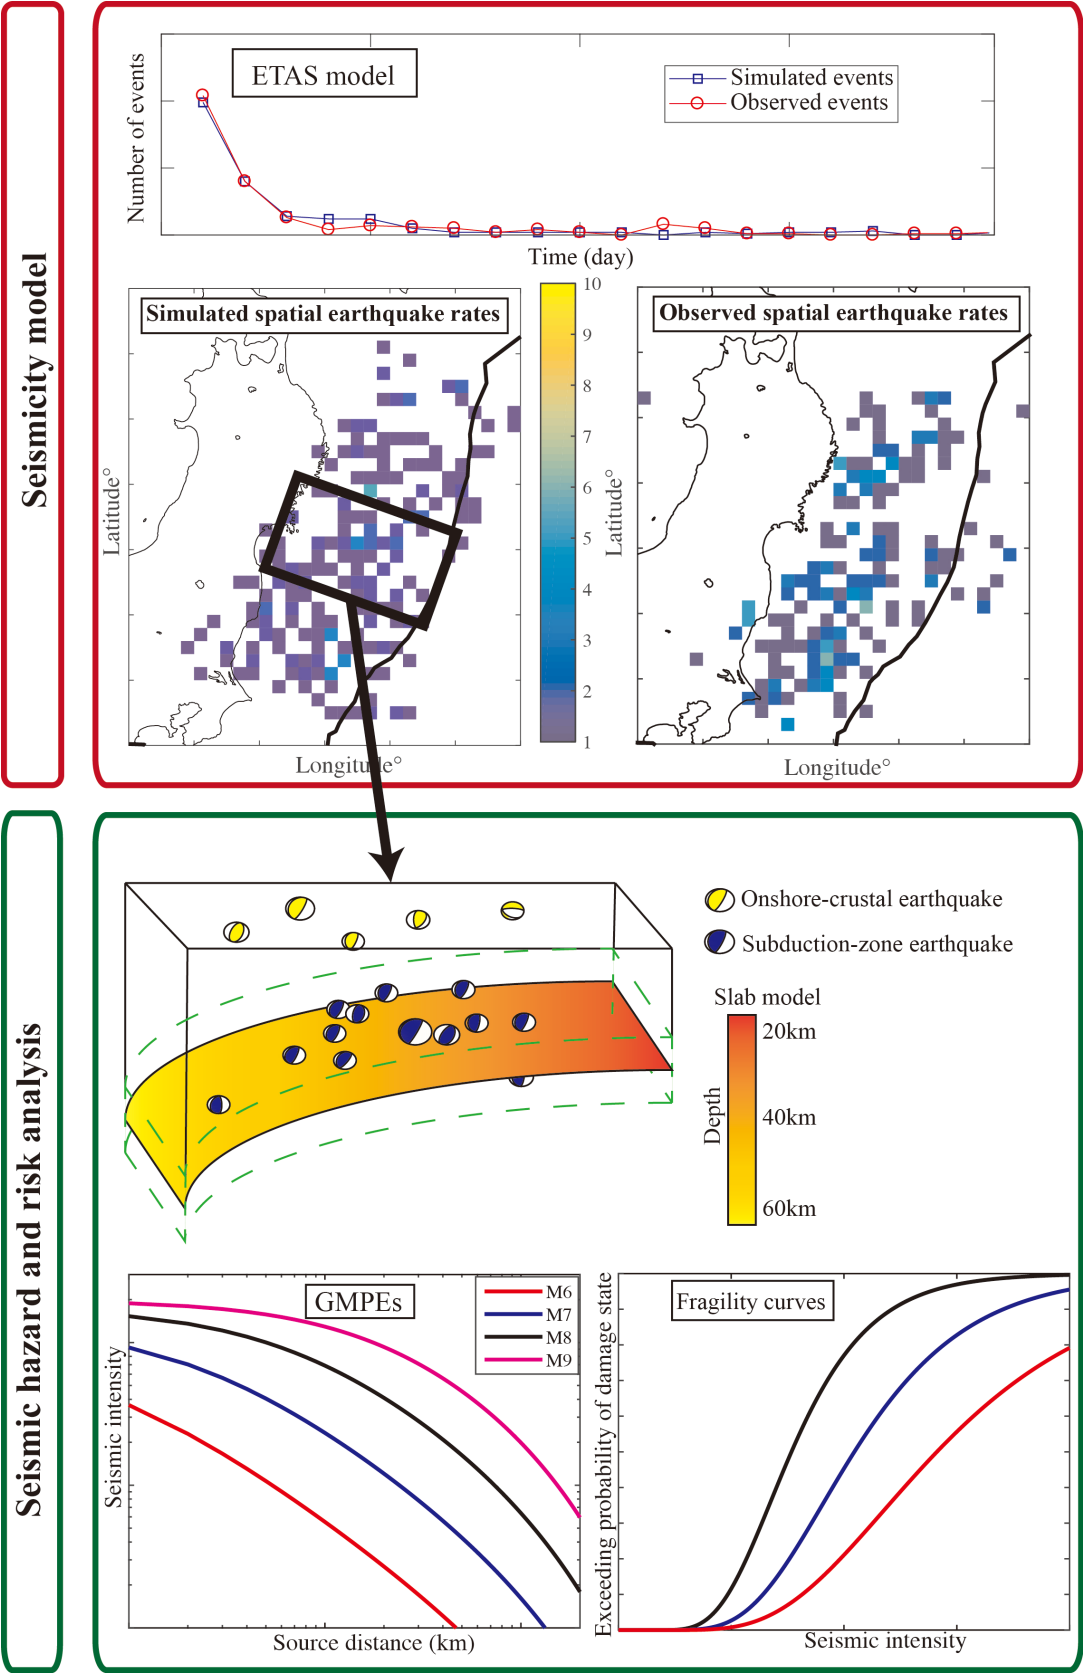 Seismicity model
ETAS model
Number of events
Simulated events
Observed events
Time (day)
Simulated spatial earthquake rates
Latitude°
Longitude°
10
9
8
7
6
5
4
3
2
1
Observed spatial earthquake rates
Latitude°
Longitude°
Seismic hazard and risk analysis
Onshore-crustal earthquake
Subduction-zone earthquake
Slab model
Depth
20km
40km
60km
GMPEs
M6
M7
M8
M9
Seismic intensity
Source distance (km)
Fragility curves
Exceeding probability of damage state
Seismic intensity